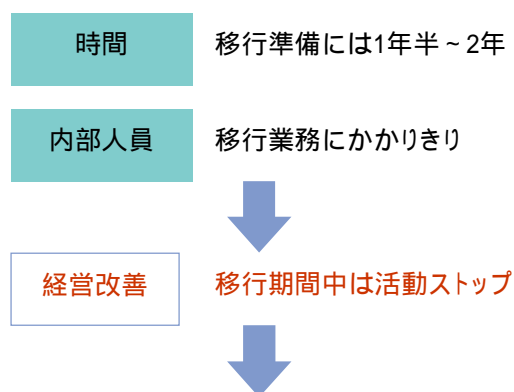 時間 移行準備には1年半～2年
内部人員 移行業務にかかりきり
経営改善 移行期間中は活動ストップ